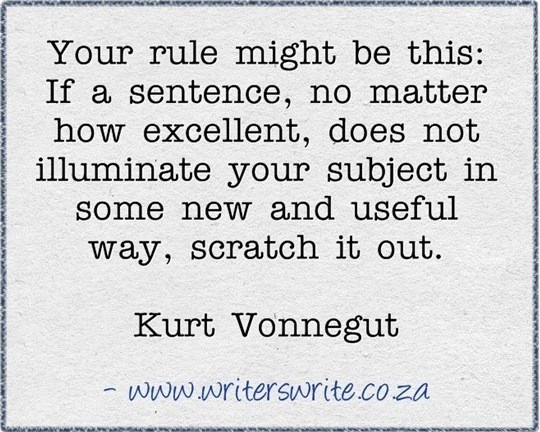 Your rule might be this:
If a sentence, no matter
how excellent, does not
illuminate your subject in
some new and useful
way, scratch it out.
Kurt Vonnegut
- www.writerswrite.co.za